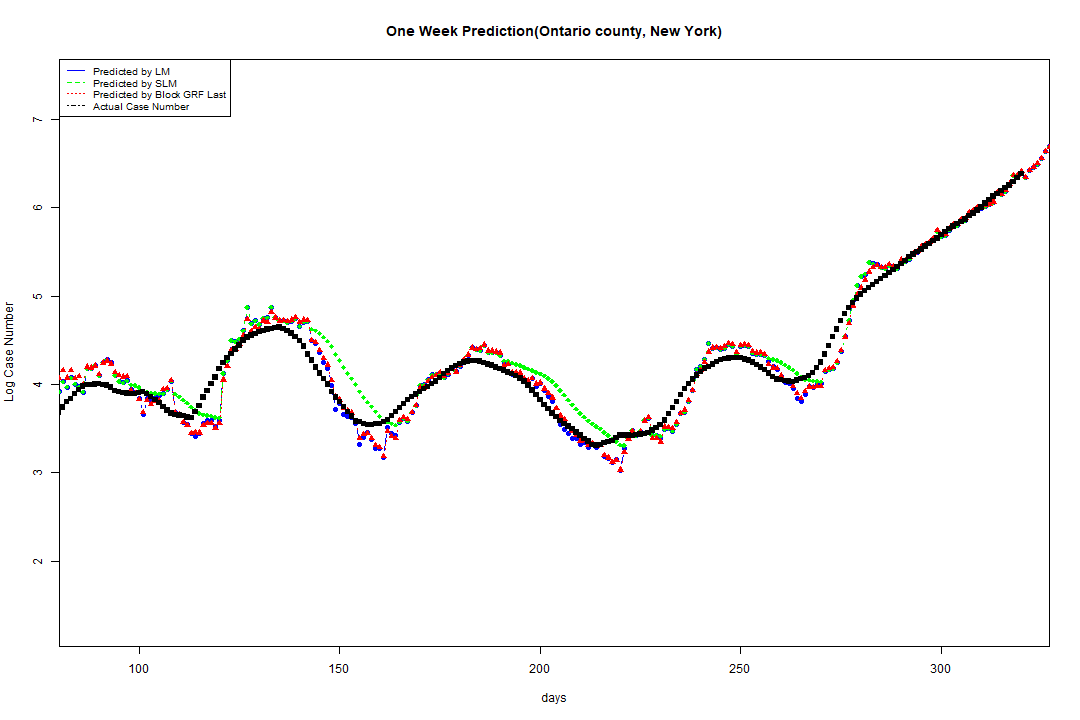 One Week Prediction(Ontario county, New York)
Predicted by LM
Predicted by SLM
Predicted by Block GRF Last
Actual Case Number
Log Case Number
7
6
5
4
3
2
100 150 200 250 300
days